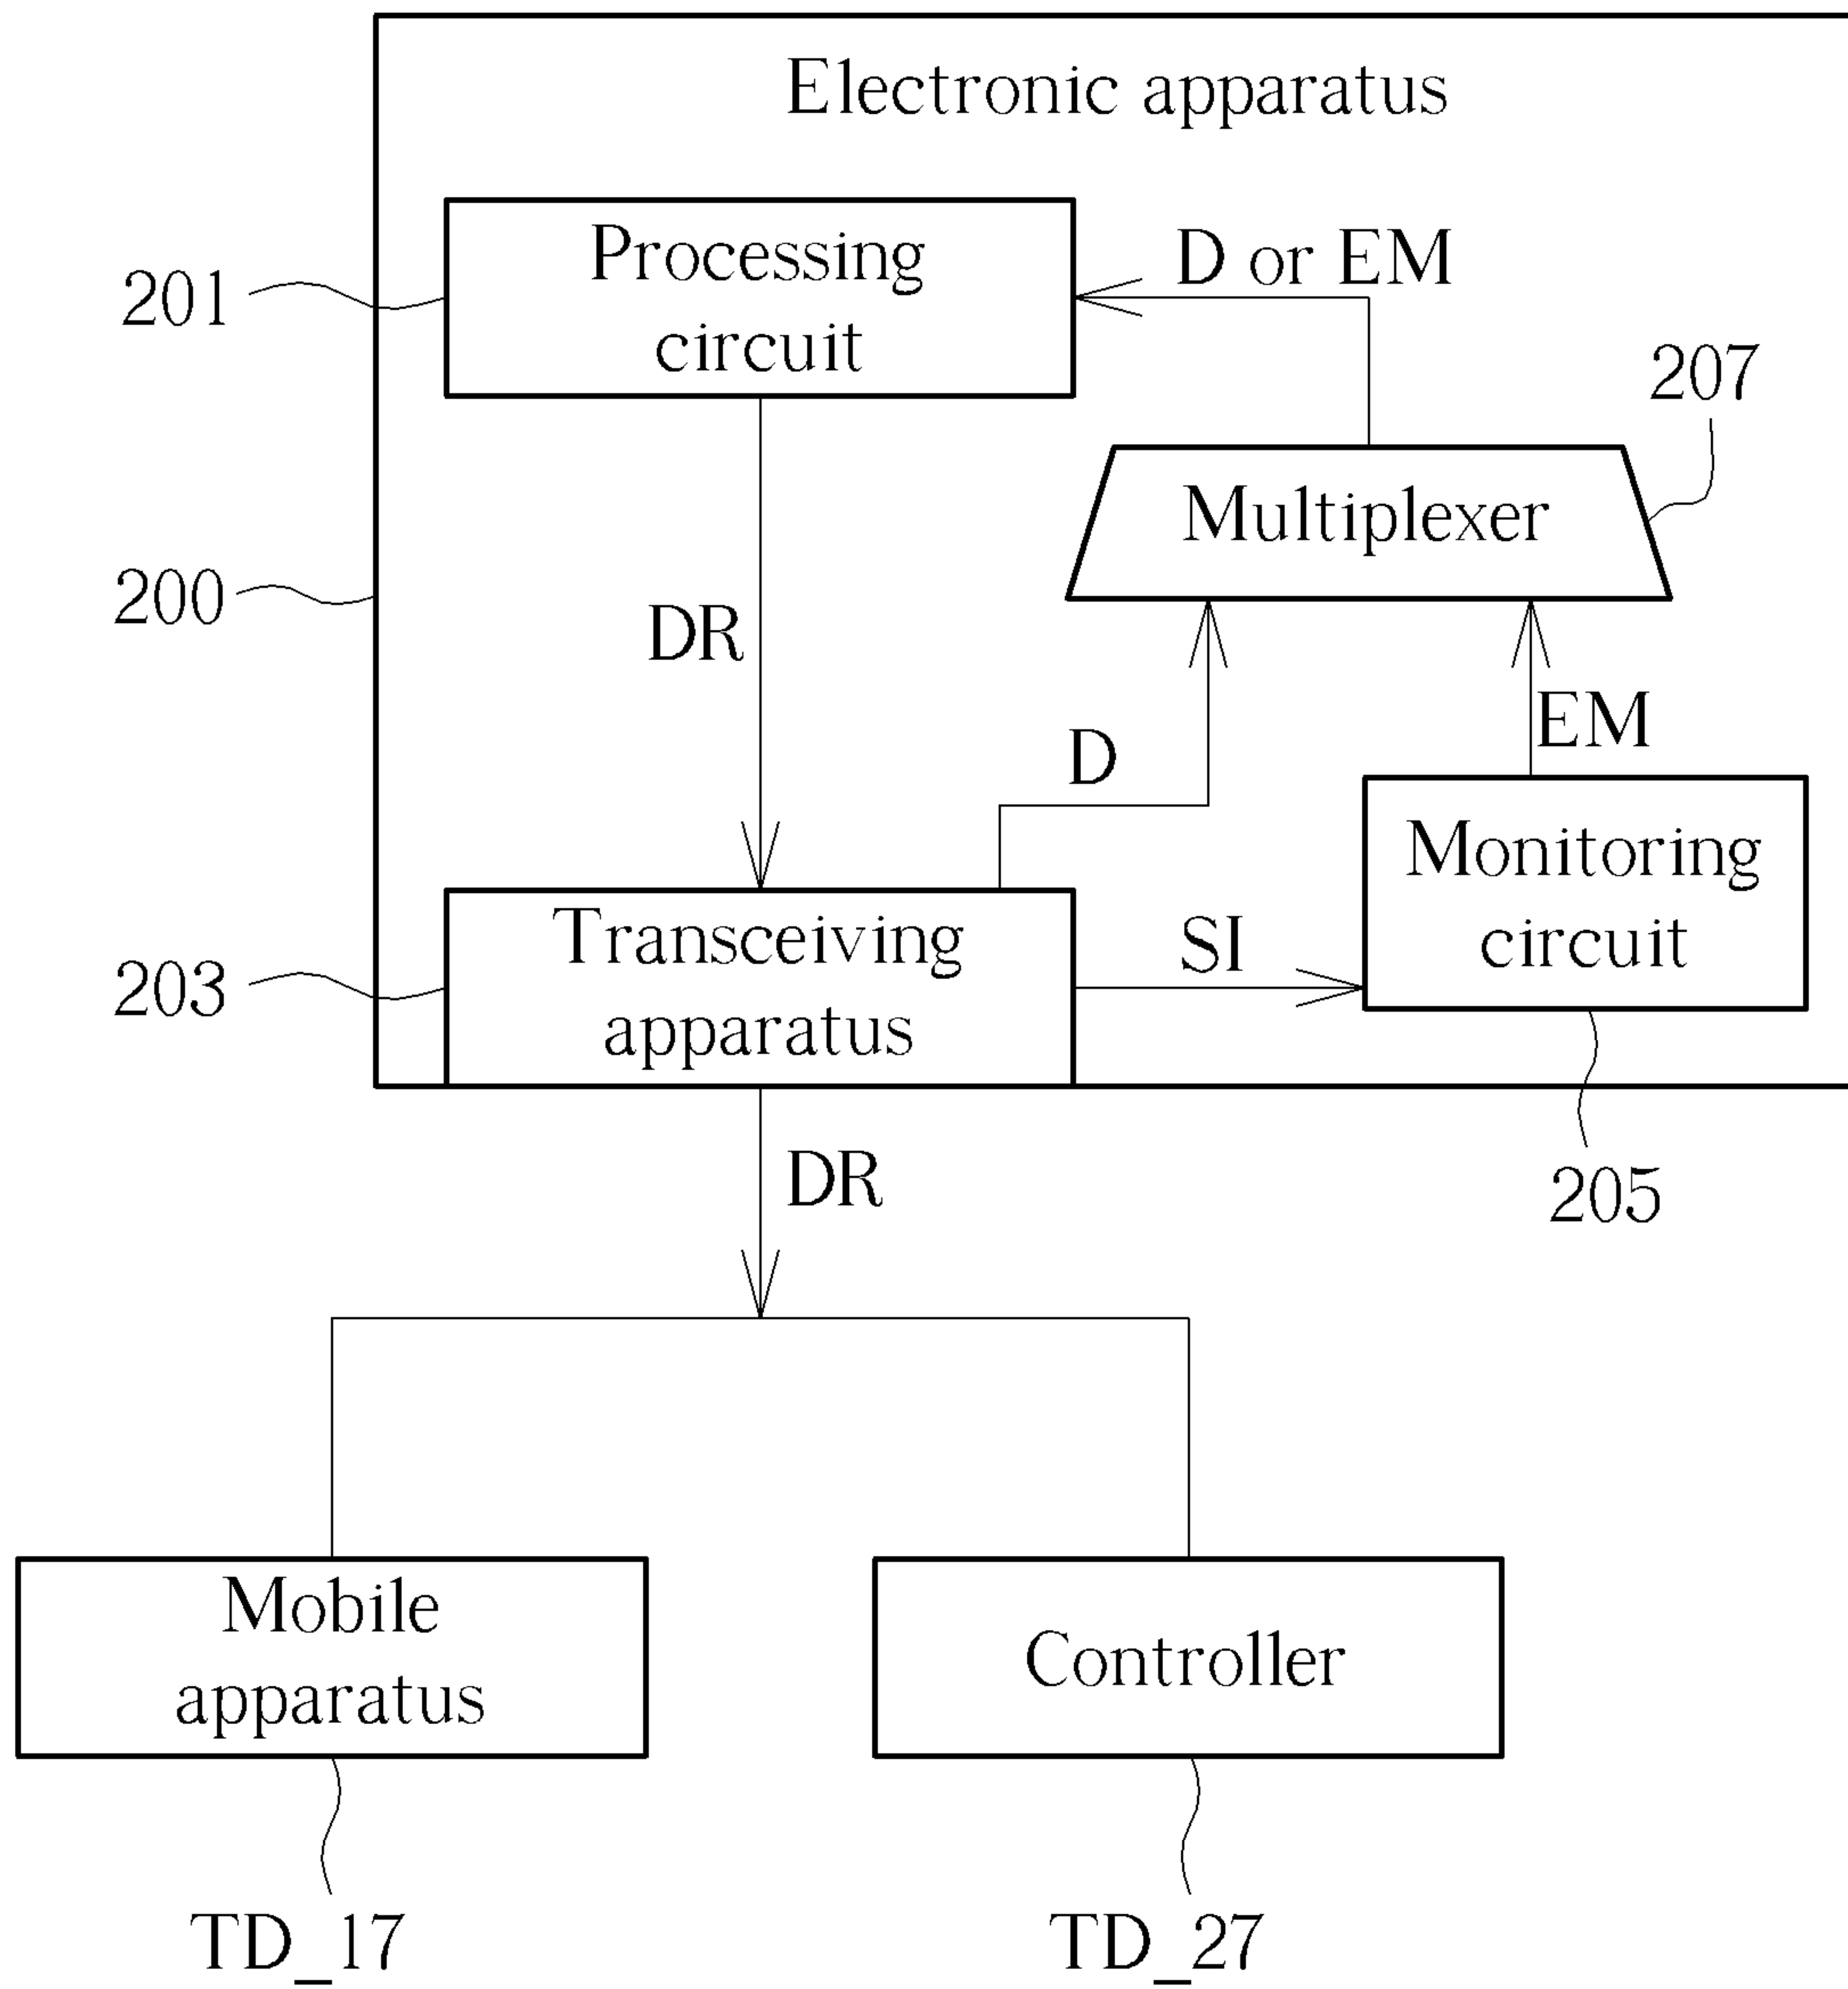 Electronic apparatus
Processing
circuit
D or EM
201
207
Multiplexer
200
DR
D
EM
Monitoring
circuit
Transceiving
apparatus
SI
203
DR
205
Mobile
apparatus
Controller
TD_17
TD_27